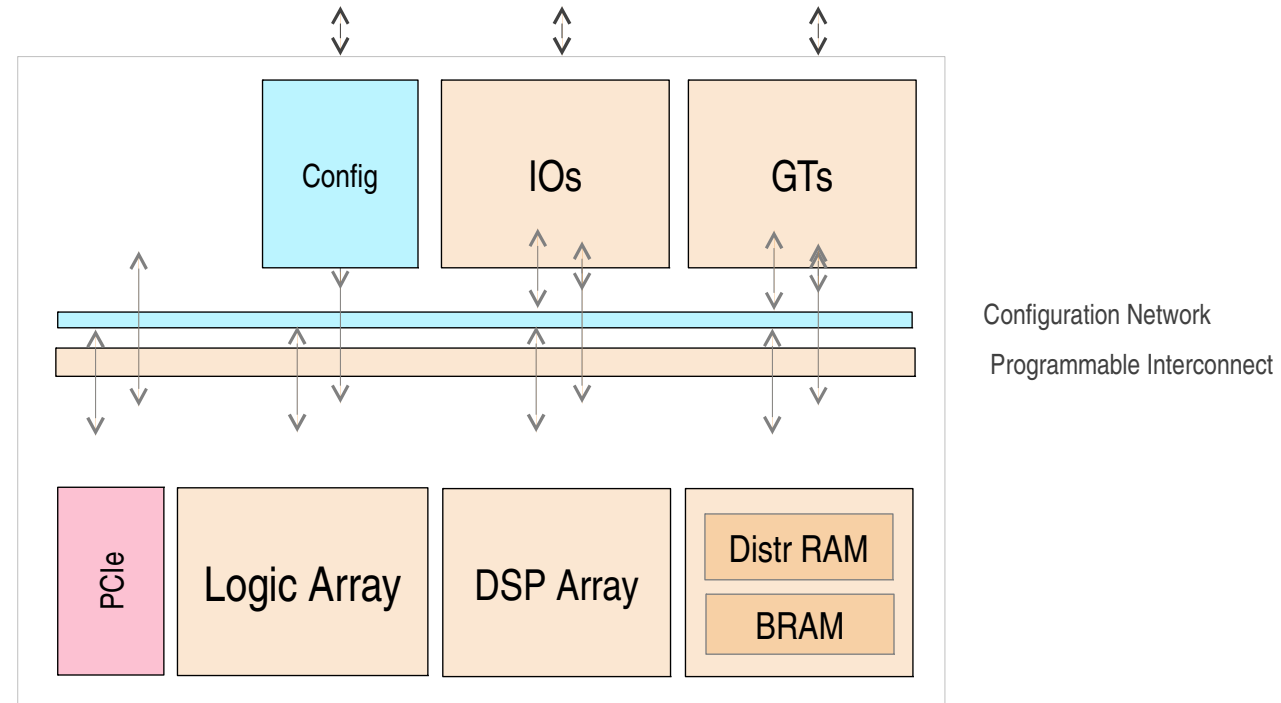 Config
IOs
GTs
Configuration Network
Programmable Interconnect
PCIe
Logic Array
DSP Array
Distr RAM
BRAM